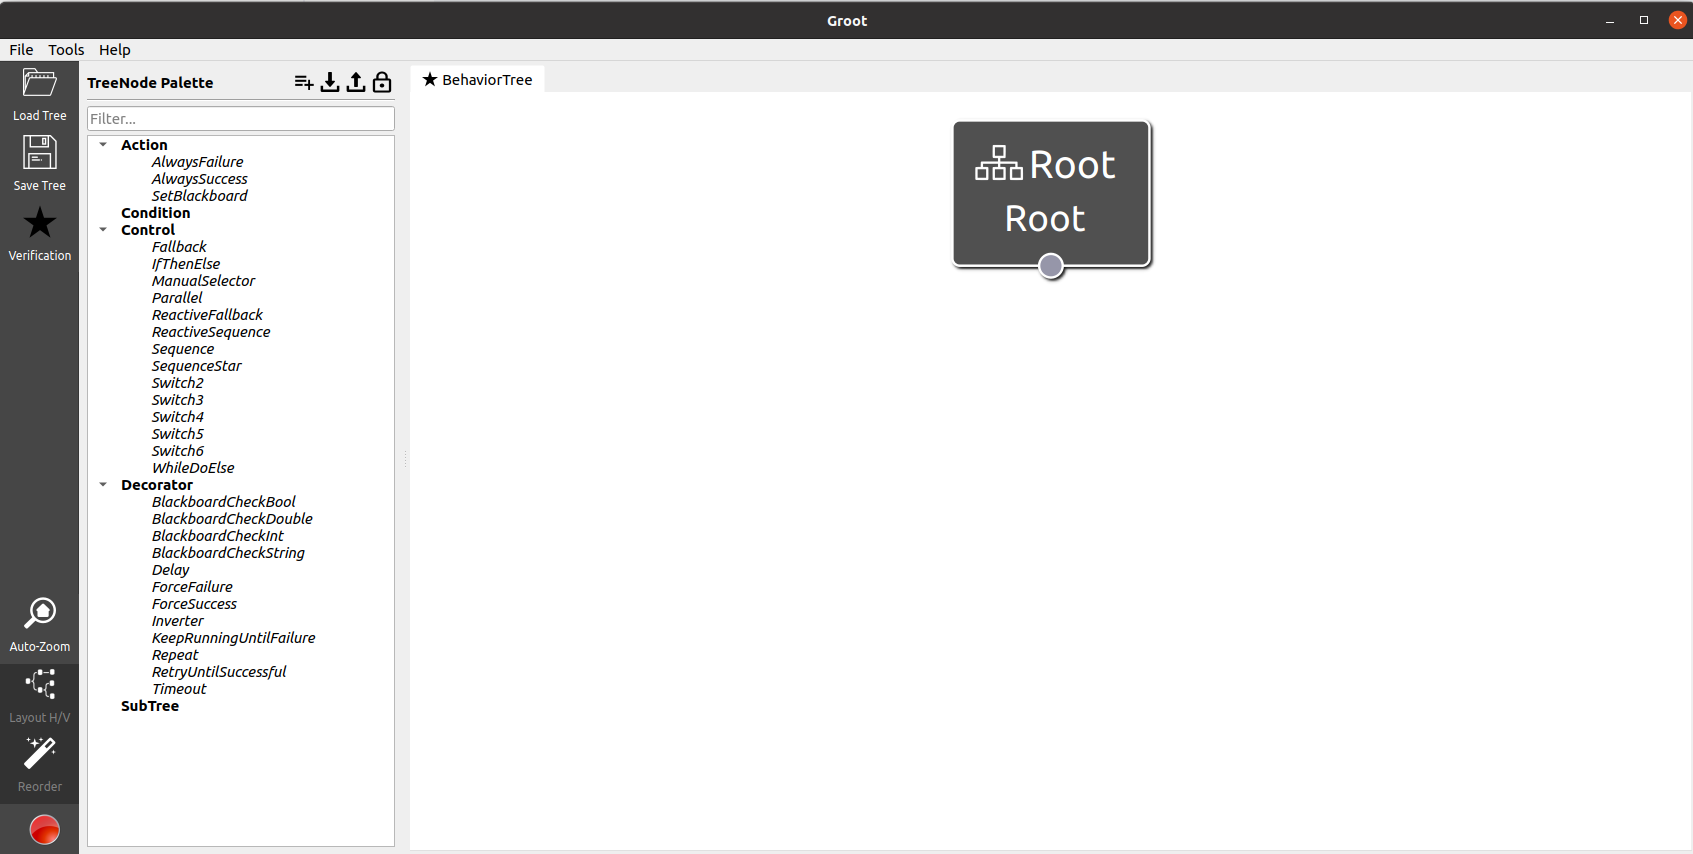 Groot
File Tools Help
Load Tree
Save Tree
Verification
Auto-Zoom
Layout H/V
Reorder
TreeNode Palette
Filter...
Action
AlwaysFailure
AlwaysSuccess
SetBlackboard
Condition
Control
Fallback
IfThenElse
ManualSelector
Parallel
ReactiveFallback
ReactiveSequence
Sequence
SequenceStar
Switch2
Switch3
Switch4
Switch5
Switch6
WhileDoElse
Decorator
BlackboardCheckBool
BlackboardCheckDouble
BlackboardCheckInt
BlackboardCheckString
Delay
ForceFailure
ForceSuccess
Inverter
KeepRunningUntilFailure
Repeat
RetryUntilSuccessful
Timeout
SubTree
BehaviorTree
Root
Root